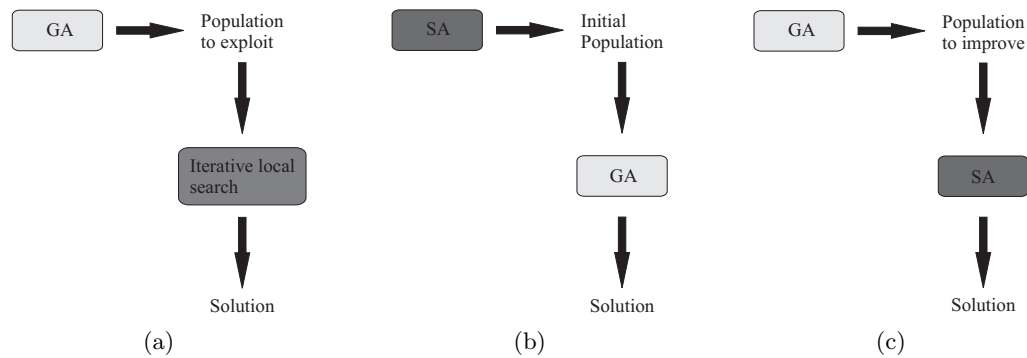 GA
Population
to exploit
Iterative local
search
Solution
(a)
SA
Initial
Population
GA
Solution
(b)
GA
Population
to improve
SA
Solution
(c)